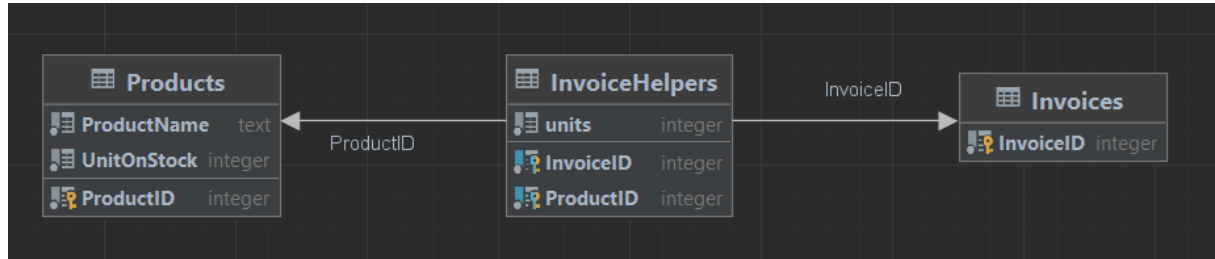 Products
ProductName text
UnitOnStock integer
ProductID integer
ProductID
InvoiceHelpers
units integer
InvoiceID integer
ProductID integer
InvoiceID
Invoices
InvoiceID integer